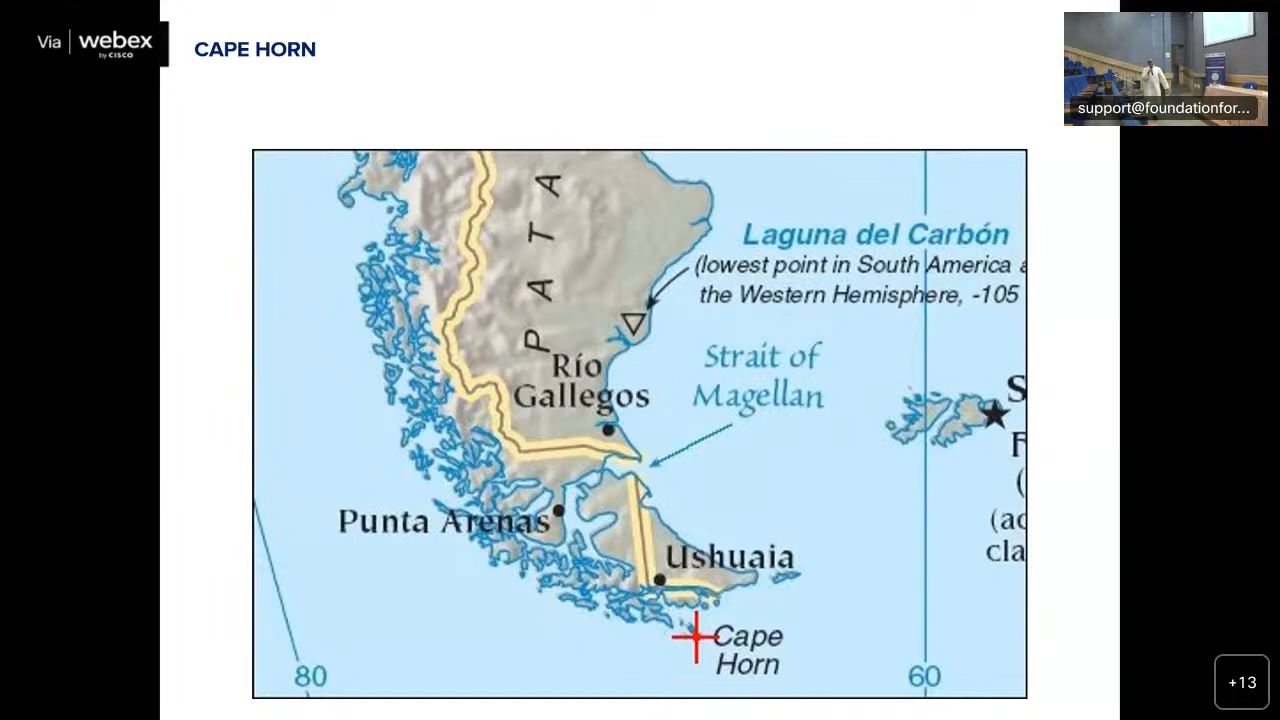 Via webex
by CISCO
CAPE HORN
support@foundationfor...
PATA
Laguna del Carbón
(lowest point in South America
the Western Hemisphere, -105
Strait of
Magellan
Río
Gallegos
Punta Arenas
Ushuaia
Cape
Horn
80
60
+13